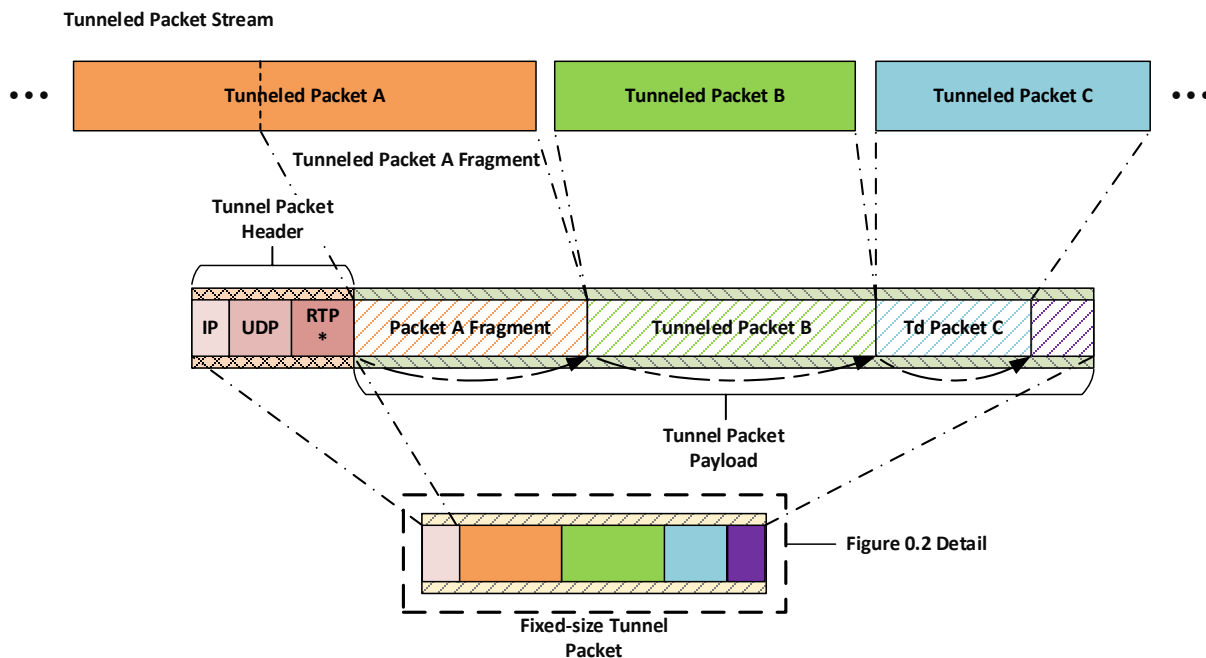 Tunneled Packet Stream
••• Tunneled Packet A Tunneled Packet B Tunneled Packet C •••
Tunneled Packet A Fragment
Tunnel Packet
Header
IP UDP RTP
*
Packet A Fragment Tunneled Packet B Td Packet C
Tunnel Packet
Payload
Figure 0.2 Detail
Fixed-size Tunnel
Packet